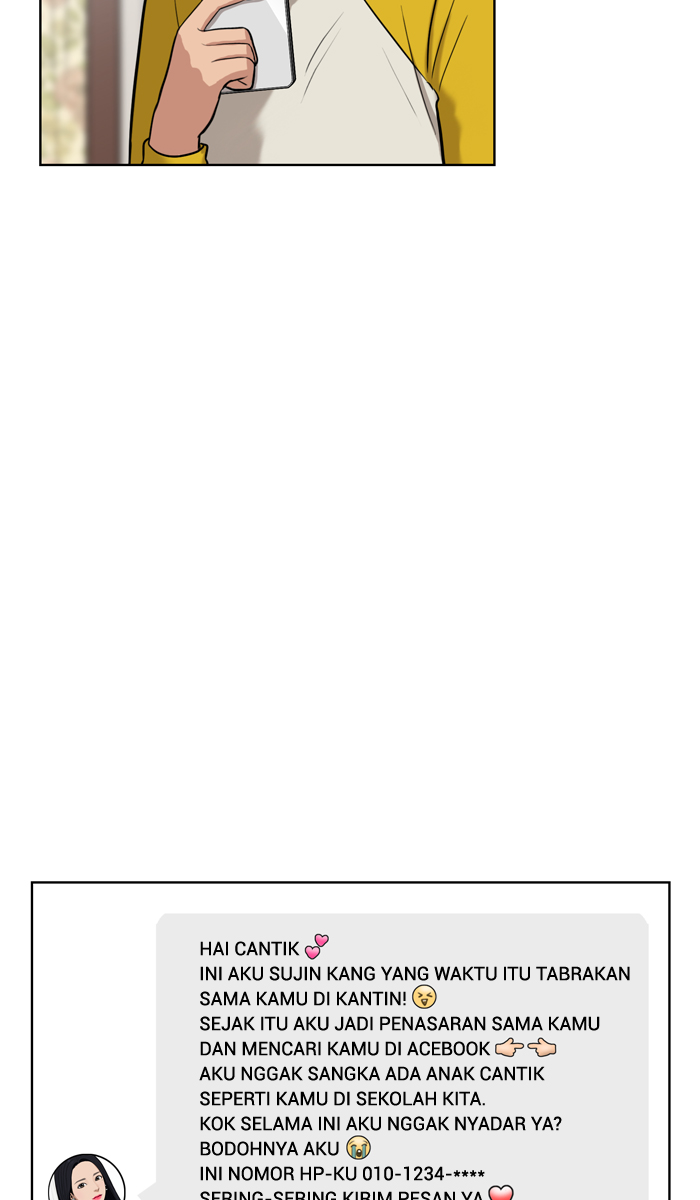 HAI CANTIK 💕
INI AKU SUJIN KANG YANG WAKTU ITU TABRAKAN
SAMA KAMU DI KANTIN! 😝
SEJAK ITU AKU JADI PENASARAN SAMA KAMU
DAN MENCARI KAMU DI ACEBOOK 👉👈
AKU NGGAK SANGKA ADA ANAK CANTIK
SEPERTI KAMU DI SEKOLAH KITA.
KOK SELAMA INI AKU NGGAK NYADAR YA?
BODOHNYA AKU 😭
INI NOMOR HP-KU 010-1234-****
SERING-SERING KIRIM PESAN YA ❤️